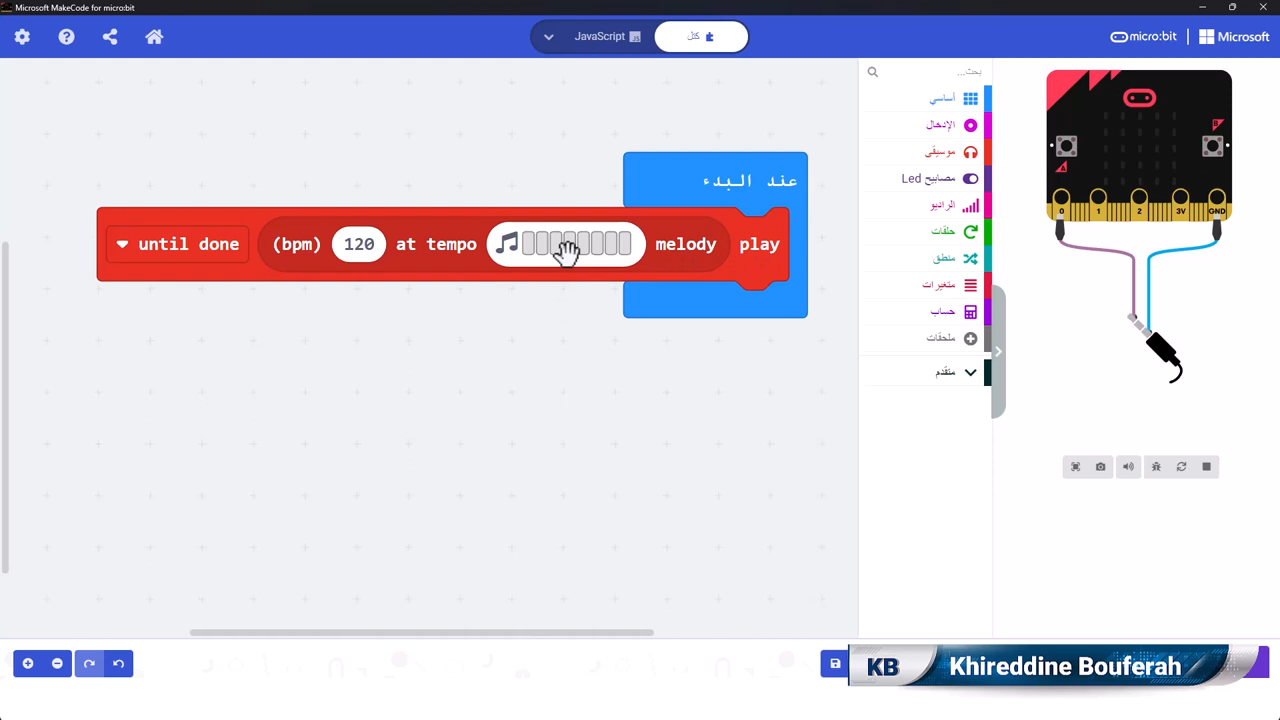 Microsoft MakeCode for micro:bit
JavaScript
كتل
micro:bit
Microsoft
بحث...
أساسي
الإدخال
موسيقى
مصابيح Led
الراديو
حلقات
منطق
متغيرات
حساب
ملحقات
متقدم
عند البدء
until done (bpm) 120 at tempo melody play
A
B
0 1 2 3V GND
KB Khireddine Bouferah